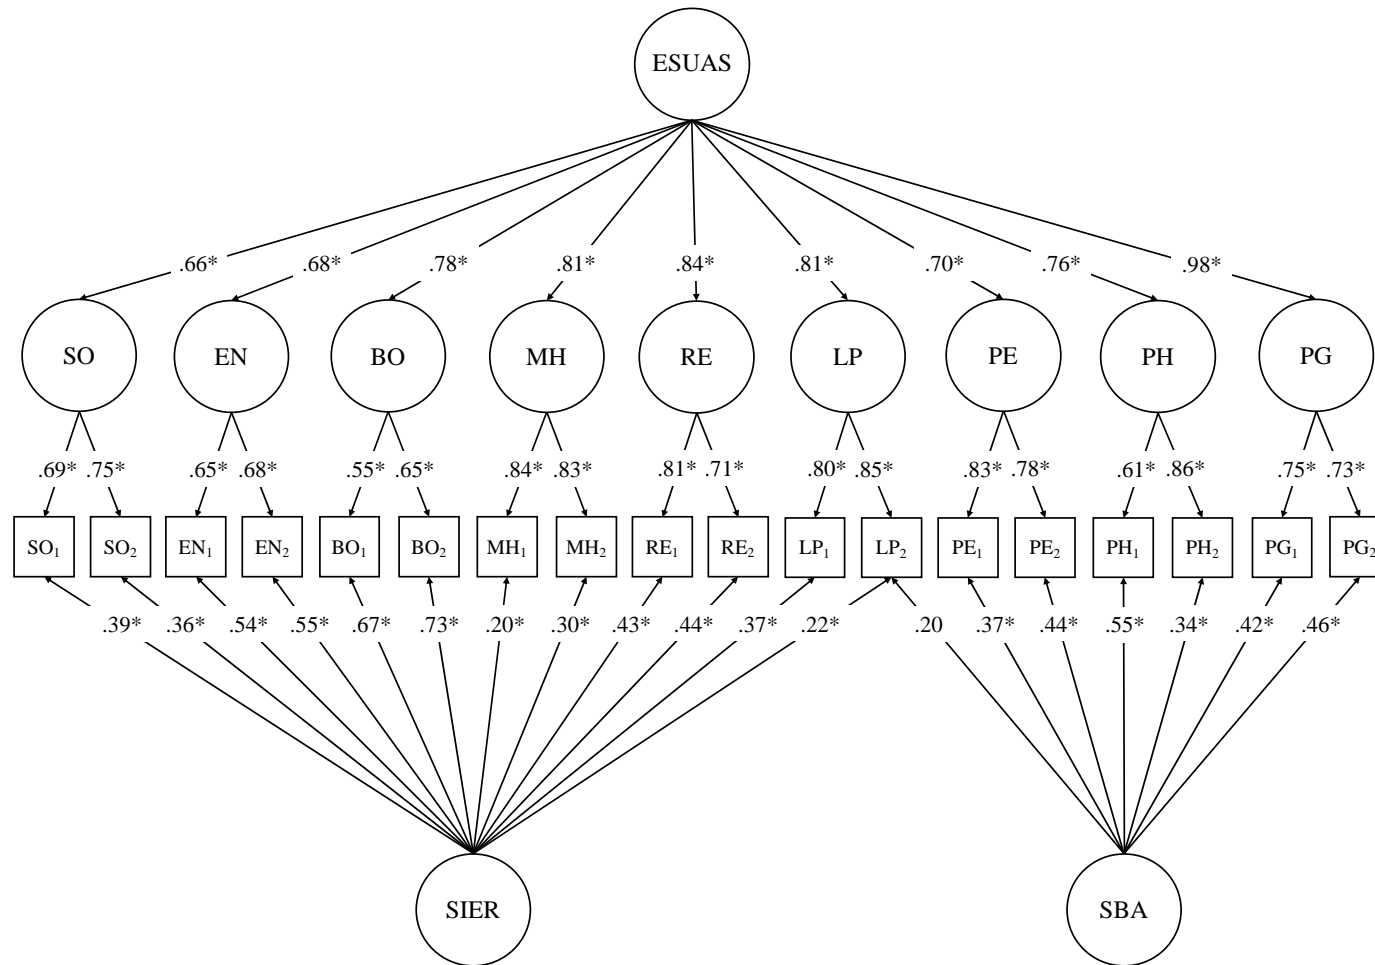 ESUAS
.66* .68* .78* .81* .84* .81* .70* .76* .98*
SO EN BO MH RE LP PE PH PG
.69* .75* .65* .68* .55* .65* .84* .83* .81* .71* .80* .85* .83* .78* .61* .86* .75* .73*
SO₁ SO₂ EN₁ EN₂ BO₁ BO₂ MH₁ MH₂ RE₁ RE₂ LP₁ LP₂ PE₁ PE₂ PH₁ PH₂ PG₁ PG₂
.39* .36* .54* .55* .67* .73* .20* .30* .43* .44* .37* .22* .20 .37* .44* .55* .34* .42* .46*
SIER SBA